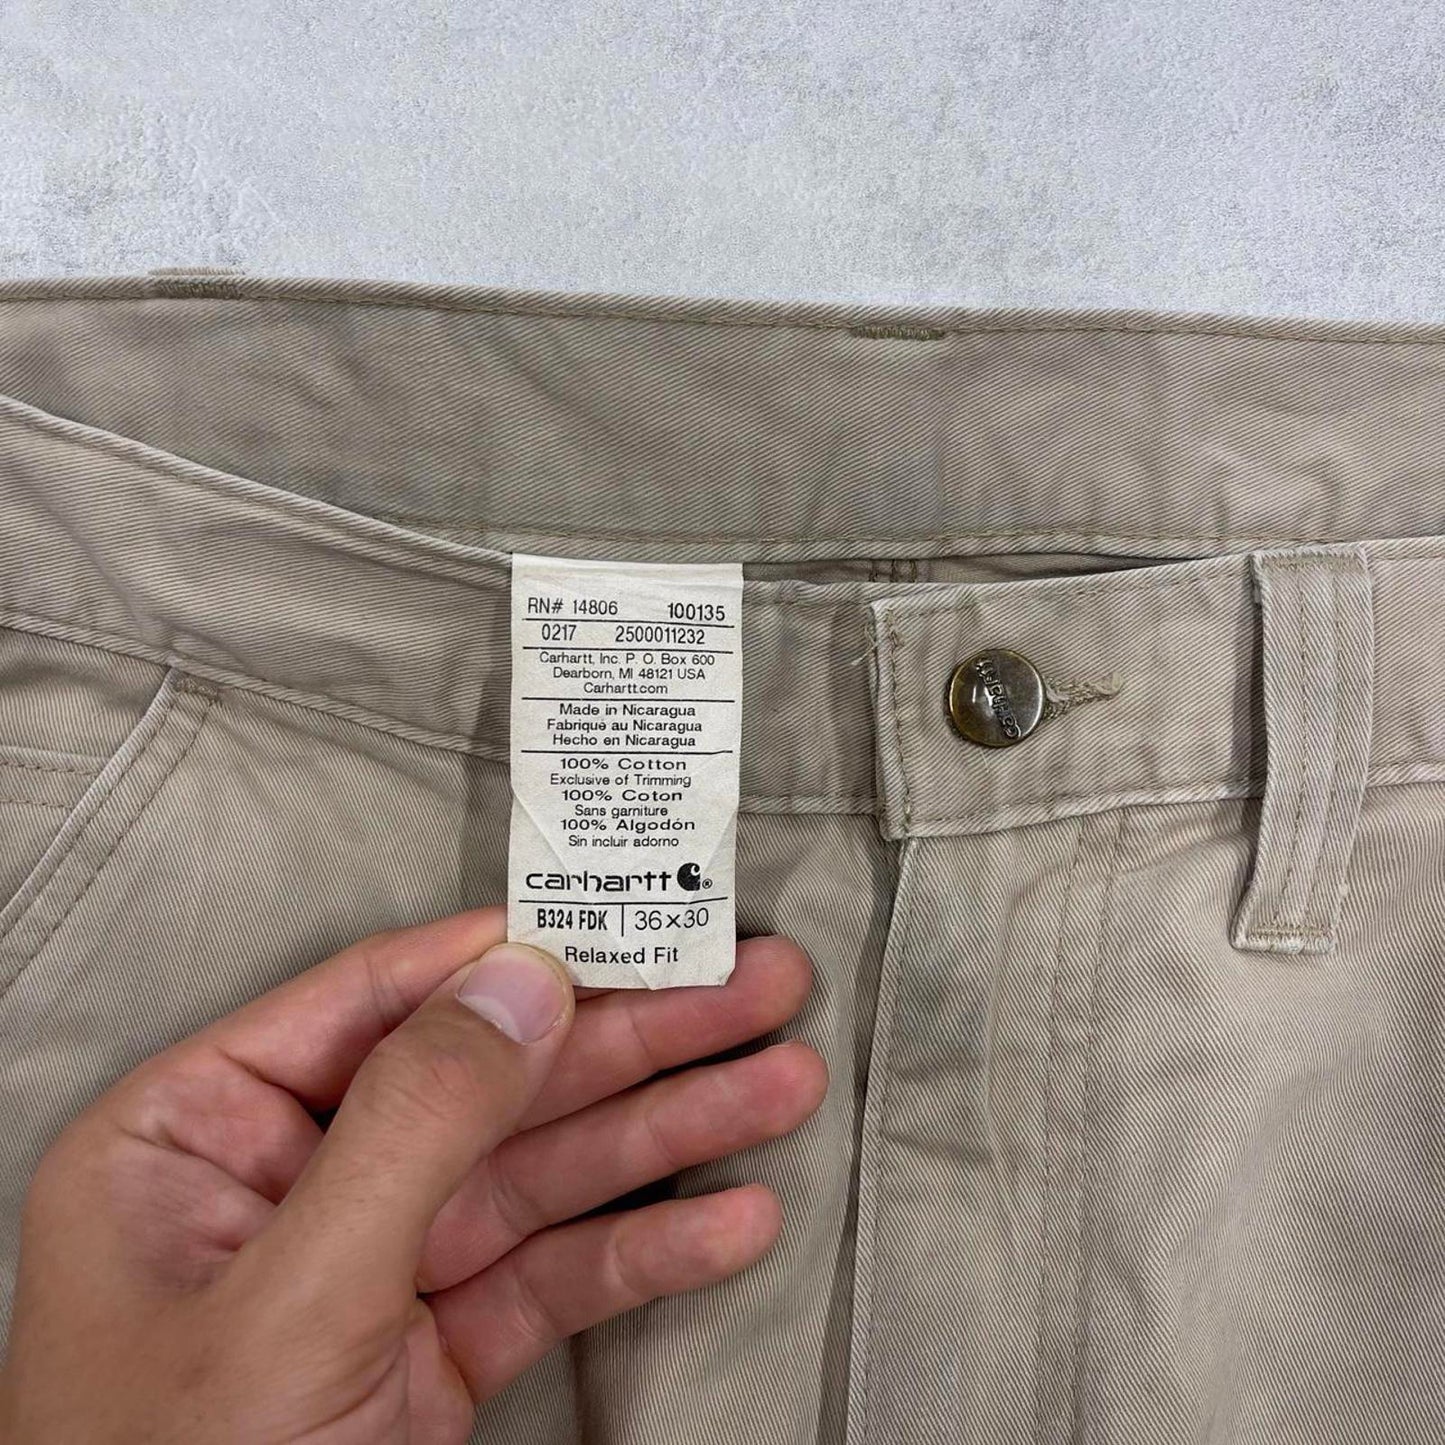 RN# 14806 100135
0217 2500011232
Carhartt, Inc. P. O. Box 600
Dearborn, MI 48121 USA
Carhartt.com
Made in Nicaragua
Fabriqué au Nicaragua
Hecho en Nicaragua
100% Cotton
Exclusive of Trimming
100% Coton
Sans garniture
100% Algodón
Sin incluir adorno
carhartt ®
B324 FDK 36×30
Relaxed Fit
CARHARTT